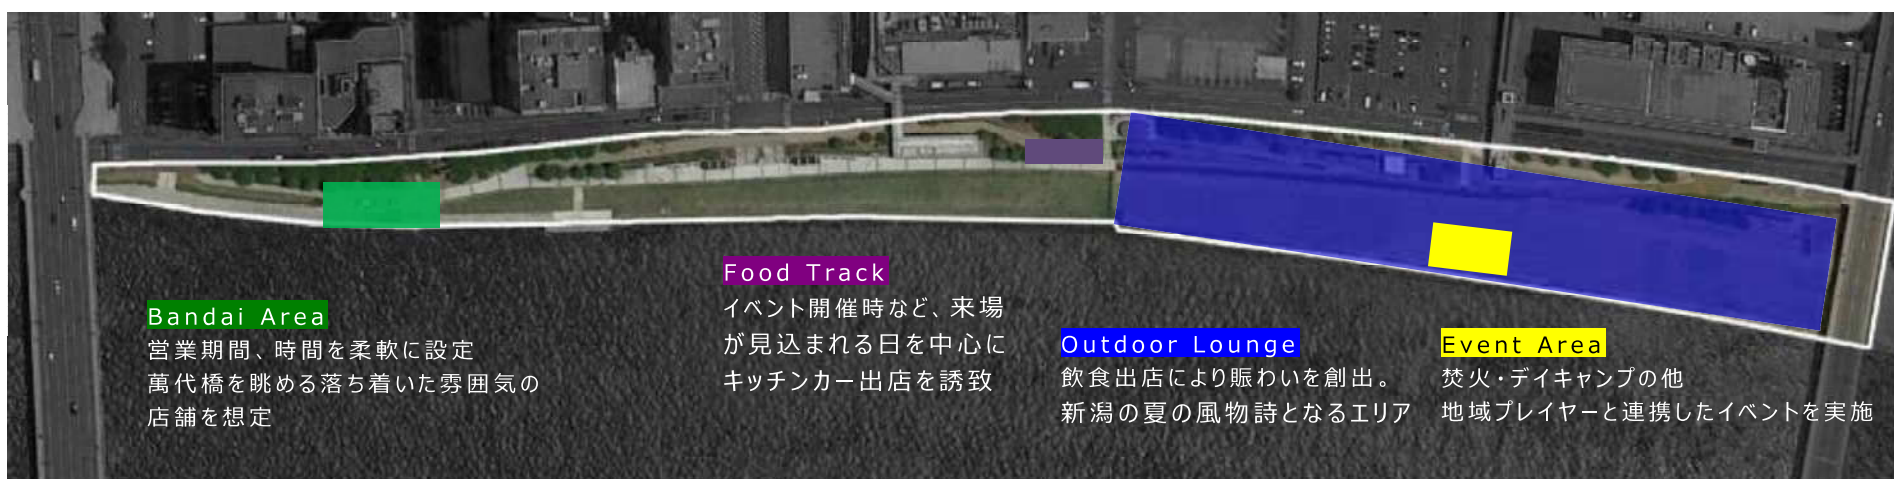 Bandai Area
営業期間、時間を柔軟に設定
萬代橋を眺める落ち着いた雰囲気の
店舗を想定
Food Track
イベント開催時など、来場
が見込まれる日を中心に
キッチンカー出店を誘致
Outdoor Lounge
飲食出店により賑わいを創出。
新潟の夏の風物詩となるエリア
Event Area
焚火・デイキャンプの他
地域プレイヤーと連携したイベントを実施